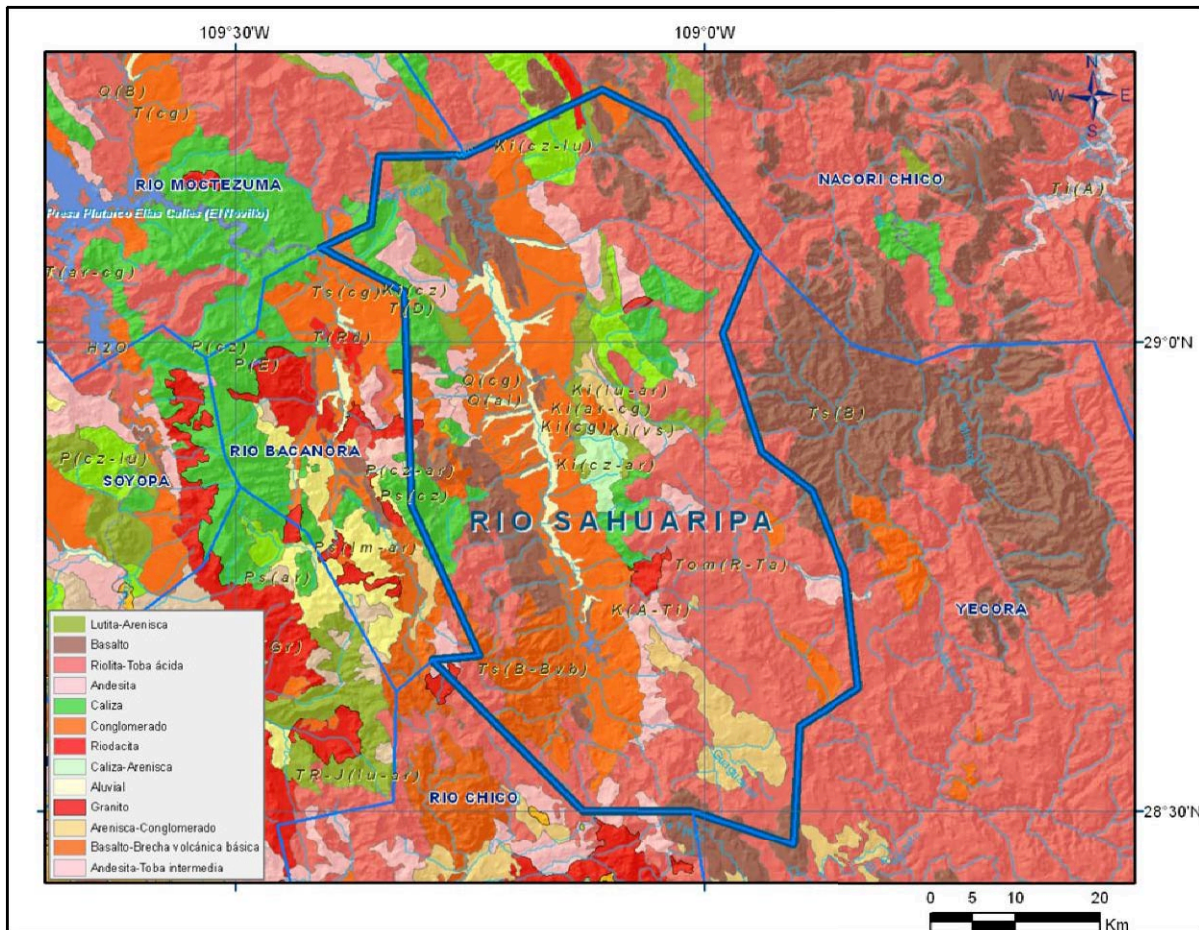 109°30'W
109°0'W
N
W E
S
Q(B)
T(cg)
Ki(cz-lu)
RIO MOCTEZUMA
NACORI CHICO
Ti(A)
Presa Plutarco Elias Calles (El Novillo)
T(ar-cg)
Ts(cg)
Ki(cz)
T(D)
T(Rd)
H2O
P(cz)
P(E)
29°0'N
Q(cg)
Q(al)
Ki(lu-ar)
Ki(ar-cg)
Ki(cg)
Ki(vs)
Ts(B)
RIO BACANORA
P(cz-lu)
SOYOPA
P(cz-ar)
Ki(cz-ar)
Ps(cz)
RIO SAHUARIPA
Ps(lm-ar)
Ps(ar)
Tom(R-Ta)
K(A-Ti)
YECORA
Gr)
Ts(B-Bvb)
TR-J(lu-ar)
RIO CHICO
28°30'N
Lutita-Arenisca
Basalto
Riolita-Toba ácida
Andesita
Caliza
Conglomerado
Riodacita
Caliza-Arenisca
Aluvial
Granito
Arenisca-Conglomerado
Basalto-Brecha volcánica básica
Andesita-Toba intermedia
0 5 10 20
Km